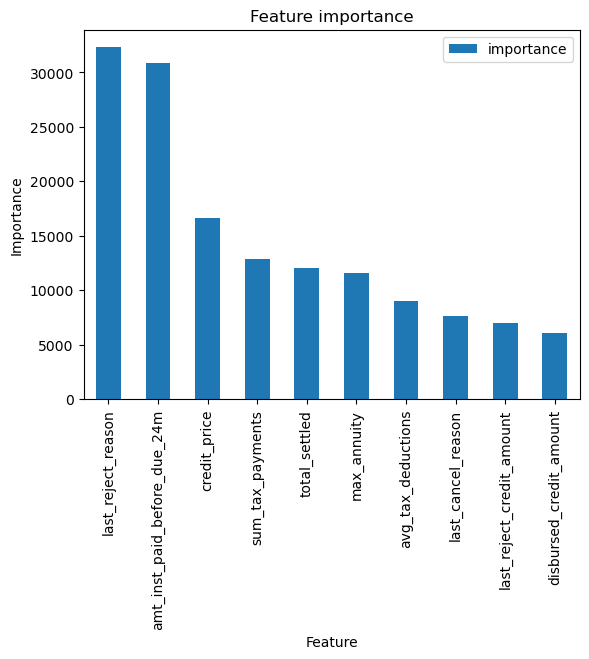 Feature importance
importance
Importance
30000
25000
20000
15000
10000
5000
0
last_reject_reason
amt_inst_paid_before_due_24m
credit_price
sum_tax_payments
total_settled
max_annuity
avg_tax_deductions
last_cancel_reason
last_reject_credit_amount
disbursed_credit_amount
Feature